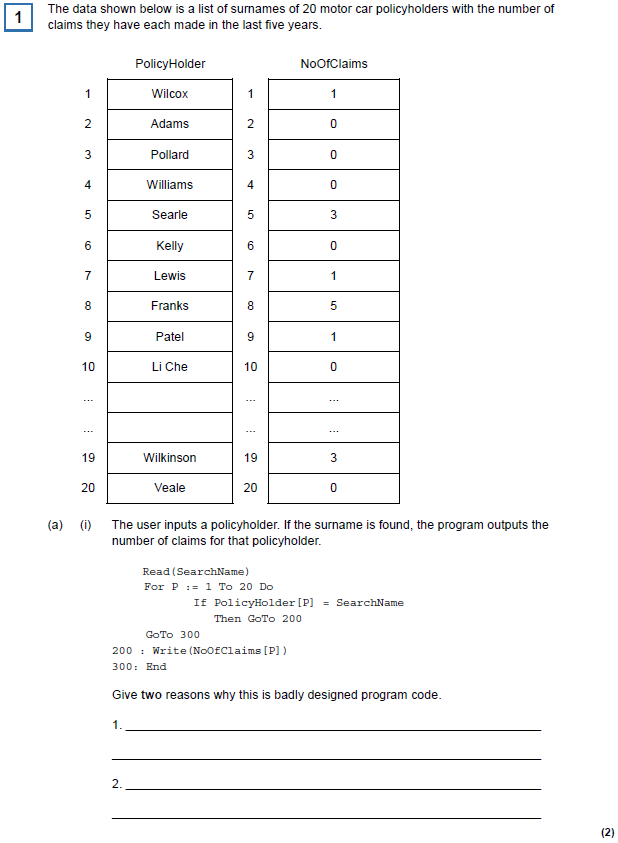 1
The data shown below is a list of surnames of 20 motor car policyholders with the number of
claims they have each made in the last five years.
PolicyHolder NoOfClaims
1 Wilcox 1 1
2 Adams 2 0
3 Pollard 3 0
4 Williams 4 0
5 Searle 5 3
6 Kelly 6 0
7 Lewis 7 1
8 Franks 8 5
9 Patel 9 1
10 Li Che 10 0
... ... ...
... ... ...
19 Wilkinson 19 3
20 Veale 20 0
(a) (i) The user inputs a policyholder. If the surname is found, the program outputs the
number of claims for that policyholder.
Read(SearchName)
For P := 1 To 20 Do
If PolicyHolder[P] = SearchName
Then GoTo 200
GoTo 300
200 : Write(NoOfClaims[P])
300: End
Give two reasons why this is badly designed program code.
1.
2.
(2)